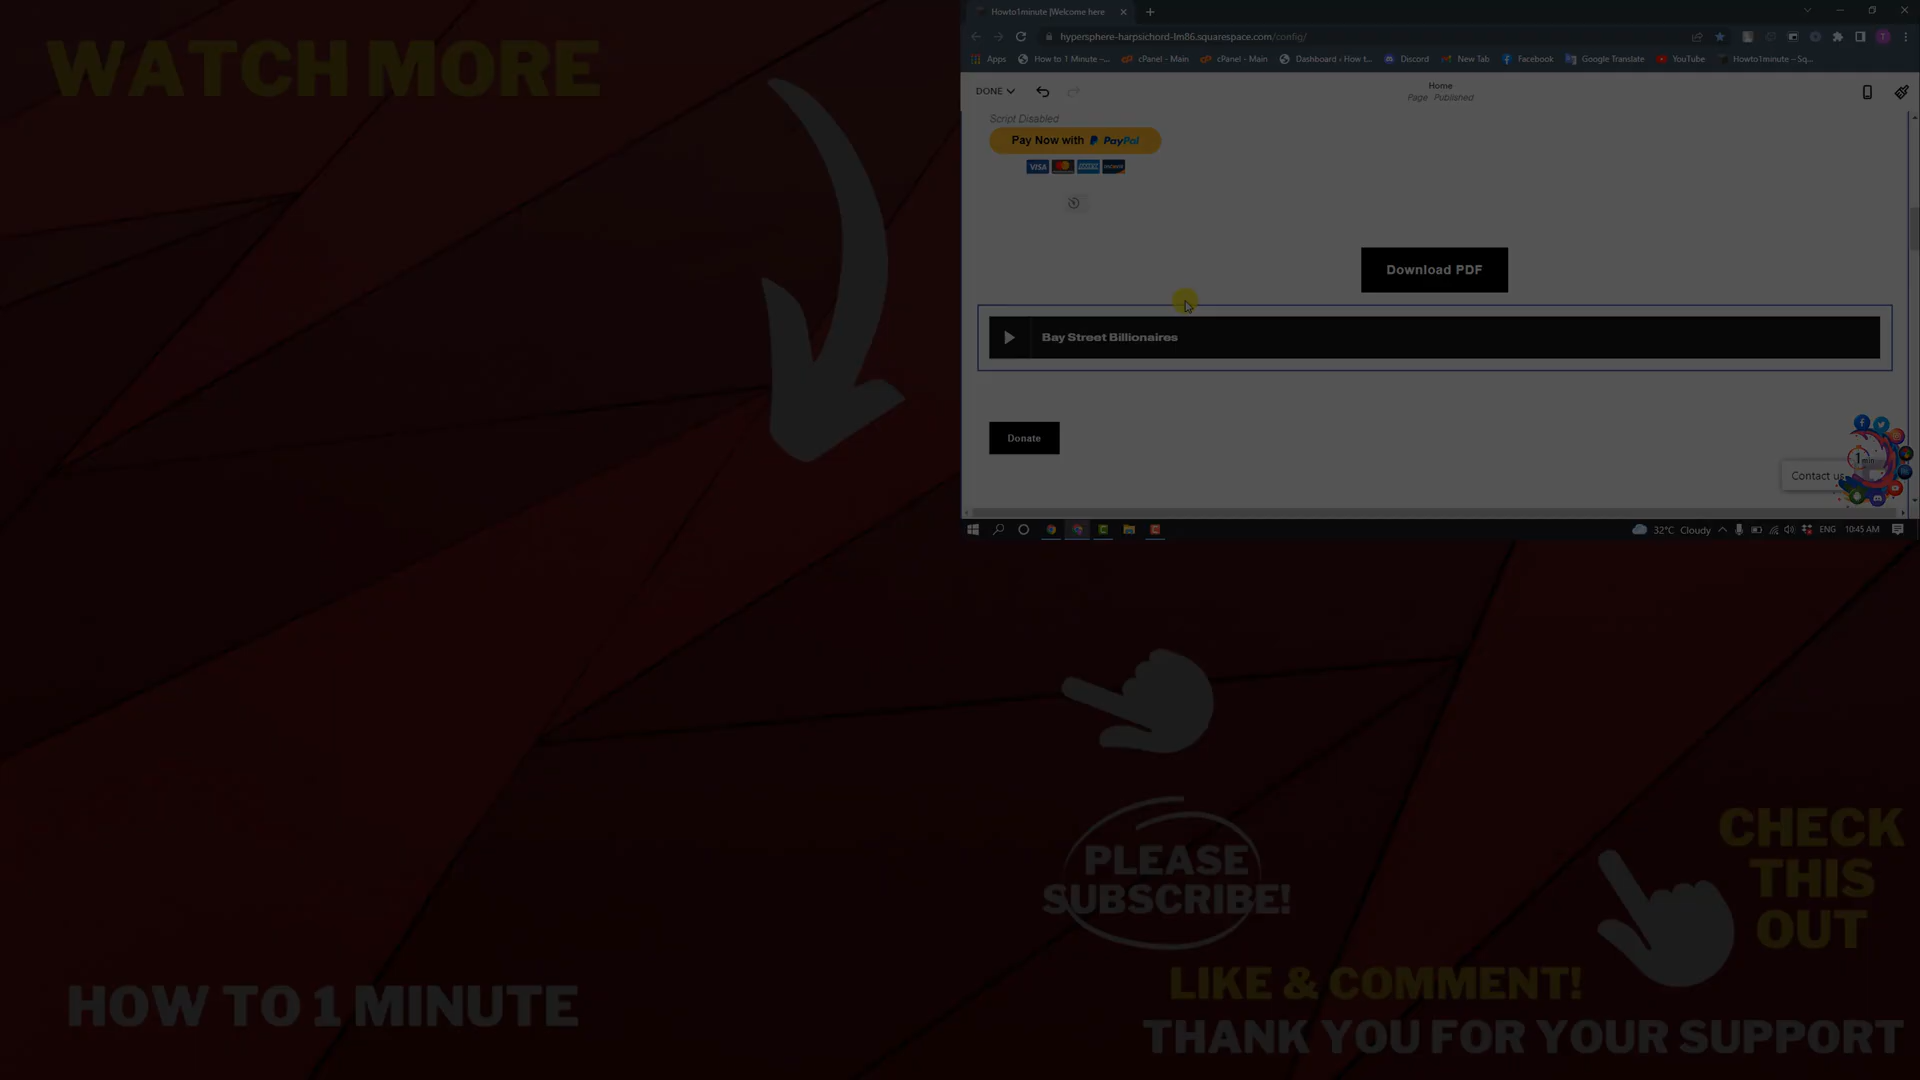 WATCH MORE
Howto1minute |Welcome here
hypersphere-harpsichord-lm86.squarespace.com/config/
Apps
How to 1 Minute -...
cPanel - Main
cPanel - Main
Dashboard ‹ How t...
Discord
New Tab
Facebook
Google Translate
YouTube
Howto1minute – Sq...
DONE
Home
Page Published
Script Disabled
Pay Now with PayPal
VISA
Download PDF
Bay Street Billionaires
Donate
1 min
Contact us
32°C Cloudy
ENG
10:45 AM
PLEASE
SUBSCRIBE!
CHECK
THIS
OUT
LIKE & COMMENT!
THANK YOU FOR YOUR SUPPORT
HOW TO 1 MINUTE